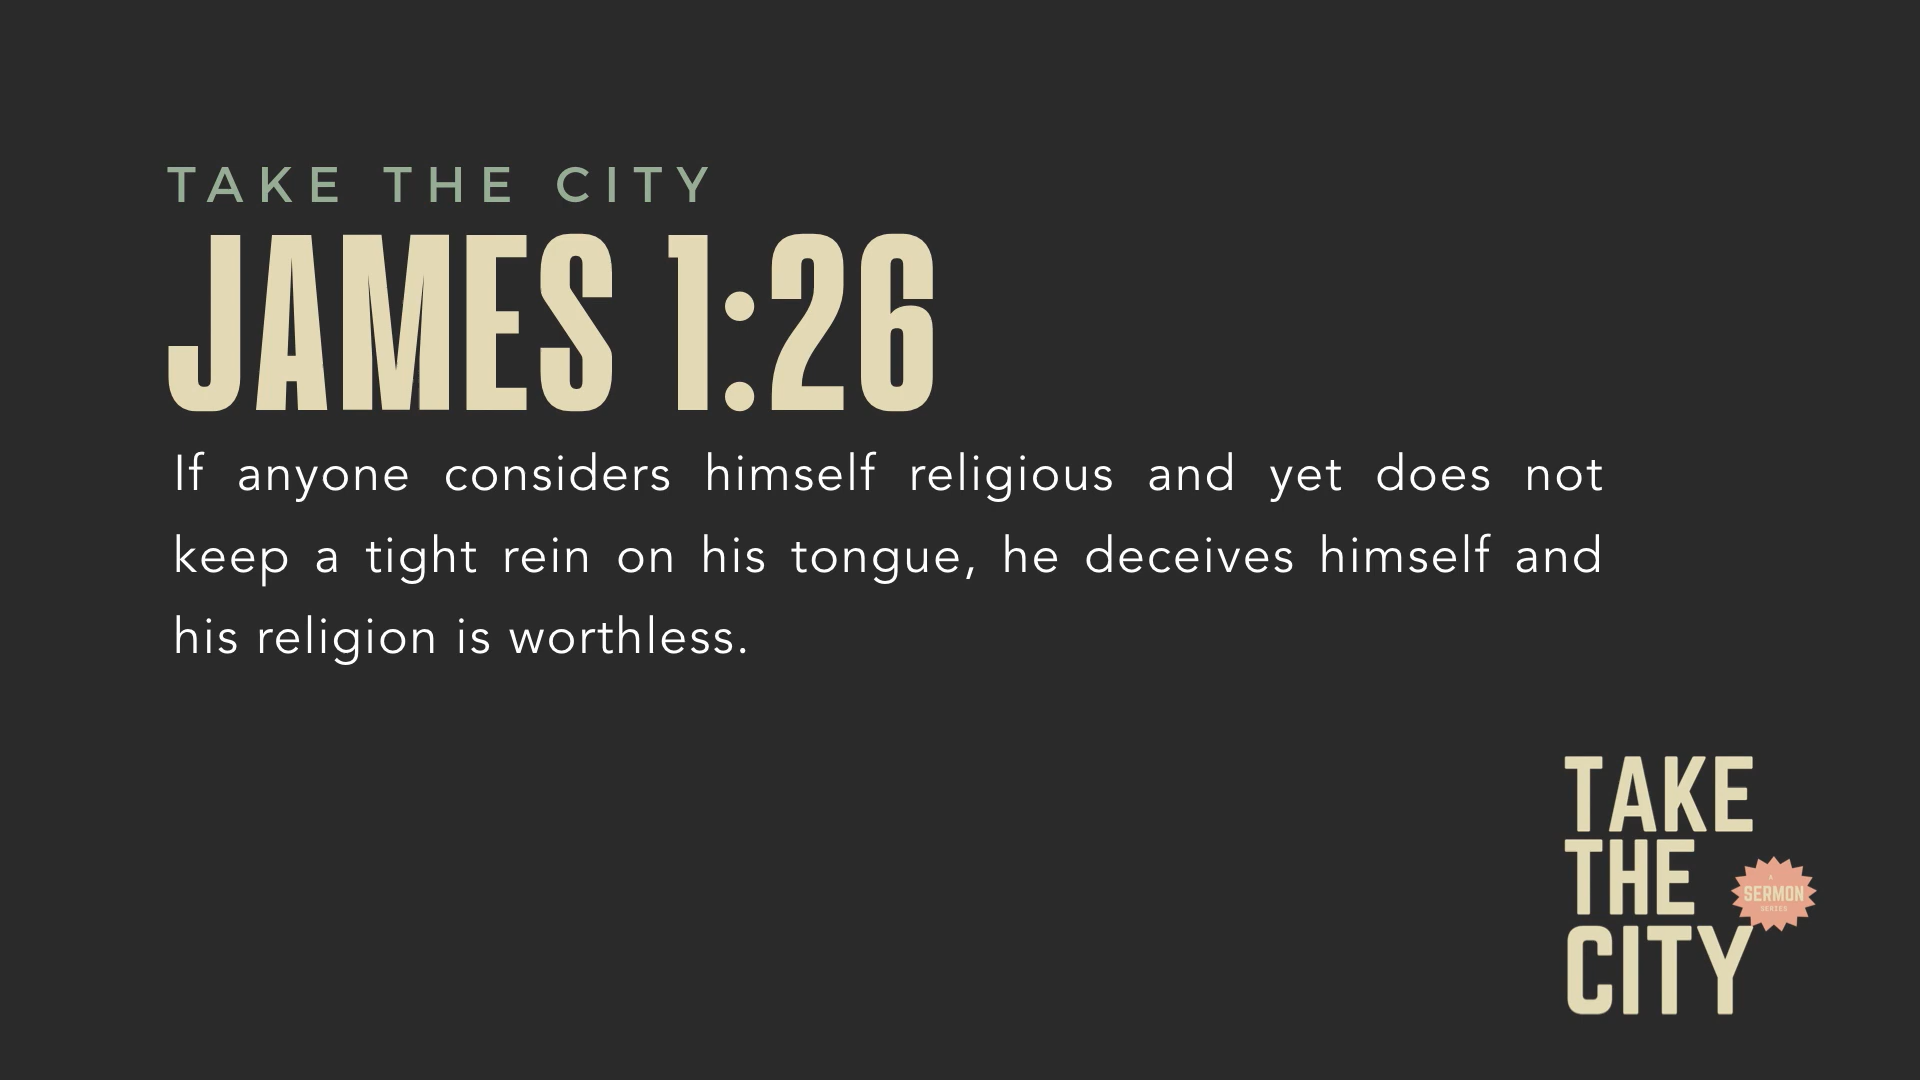 TAKE THE CITY
JAMES 1:26
If anyone considers himself religious and yet does not
keep a tight rein on his tongue, he deceives himself and
his religion is worthless.
TAKE
THE
CITY
A
SERMON
SERIES